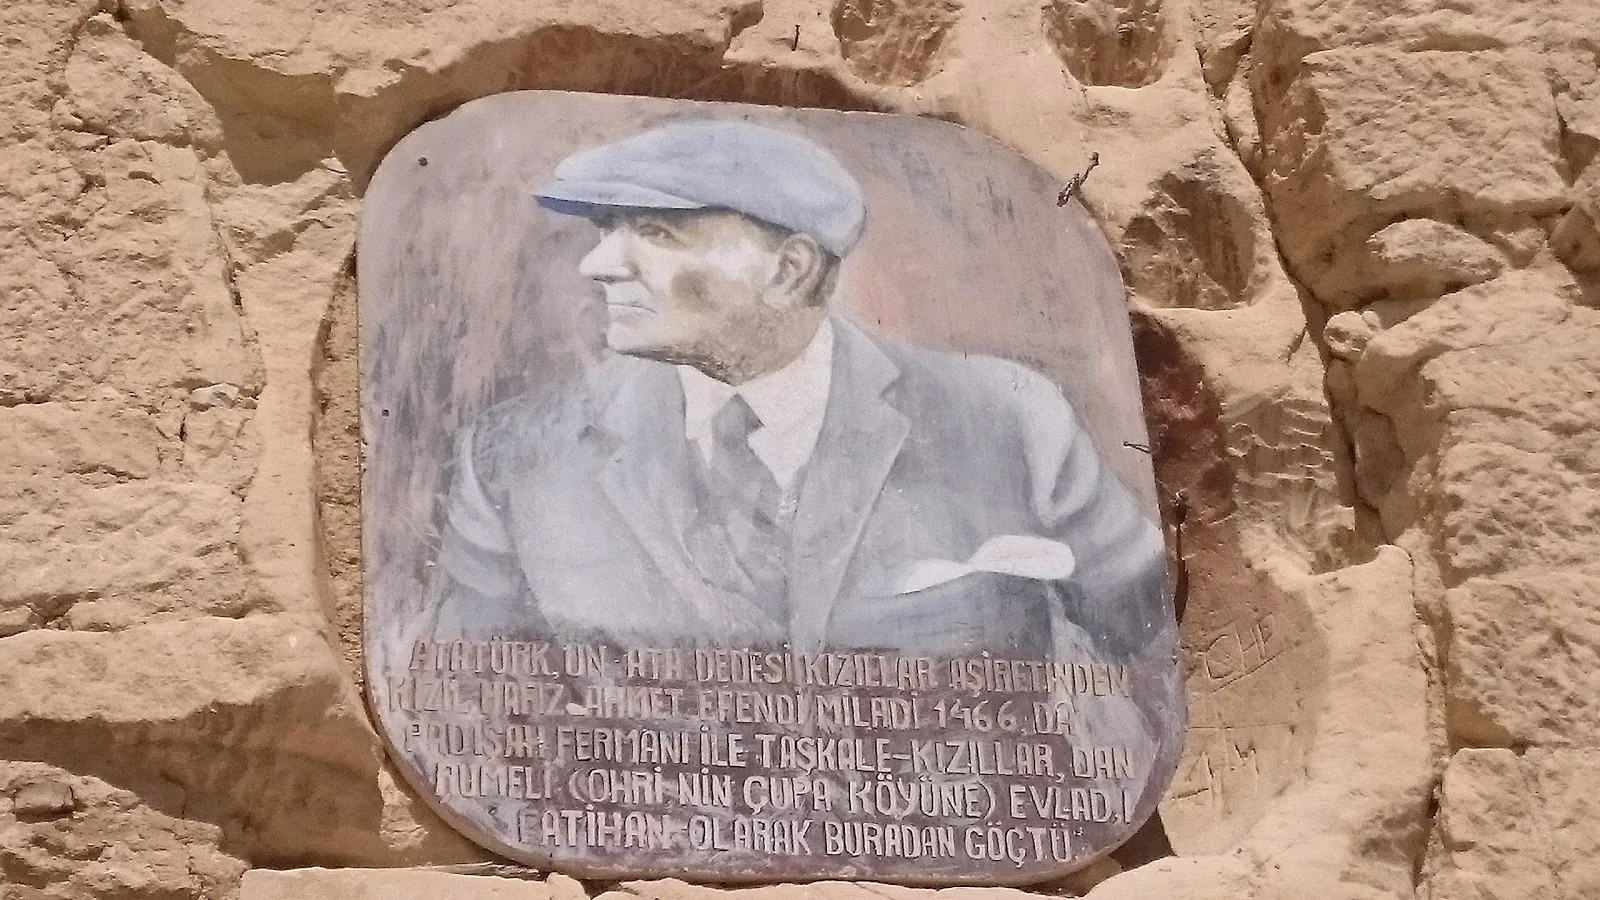 ATATÜRK,ÜN ATA DEDESİ KIZILLAR AŞİRETİNDEN
KIZIL HAFIZ AHMET EFENDİ MİLADİ 1466,DA
PADİŞAH FERMANI İLE TAŞKALE-KIZILLAR,DAN
RUMELİ (OHRİ,NİN ÇUPA KÖYÜNE) EVLAD,I
FATİHAN OLARAK BURADAN GÖÇTÜ